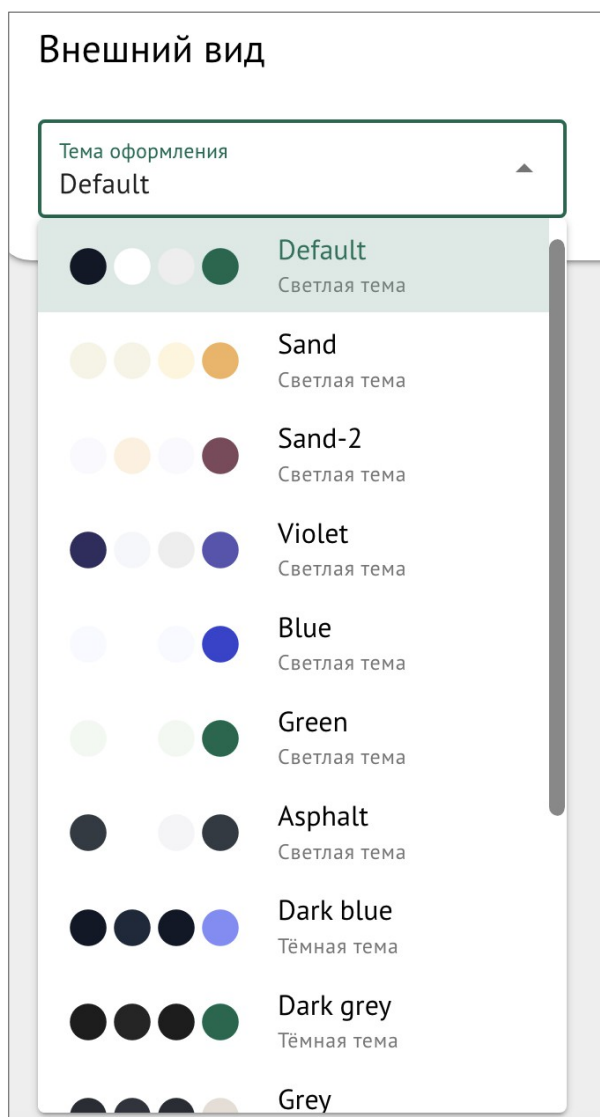 Внешний вид
Тема оформления
Default
Default
Светлая тема
Sand
Светлая тема
Sand-2
Светлая тема
Violet
Светлая тема
Blue
Светлая тема
Green
Светлая тема
Asphalt
Светлая тема
Dark blue
Тёмная тема
Dark grey
Тёмная тема
Grey